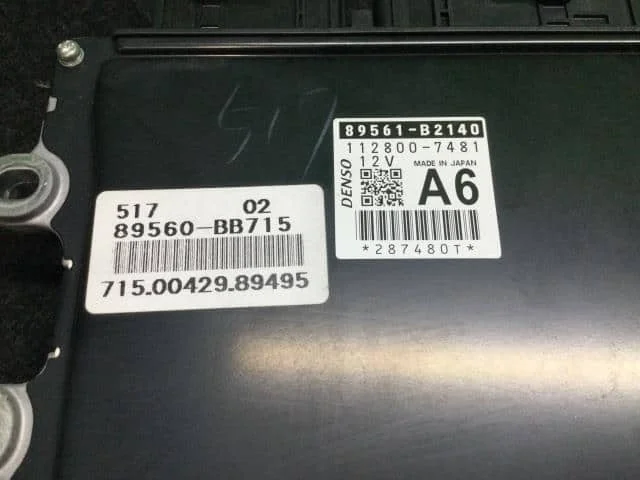 517
89561-B2140
112800-7481
DENSO
12V
MADE IN JAPAN
A6
*287480T*
517 02
89560-BB715
715.00429.89495